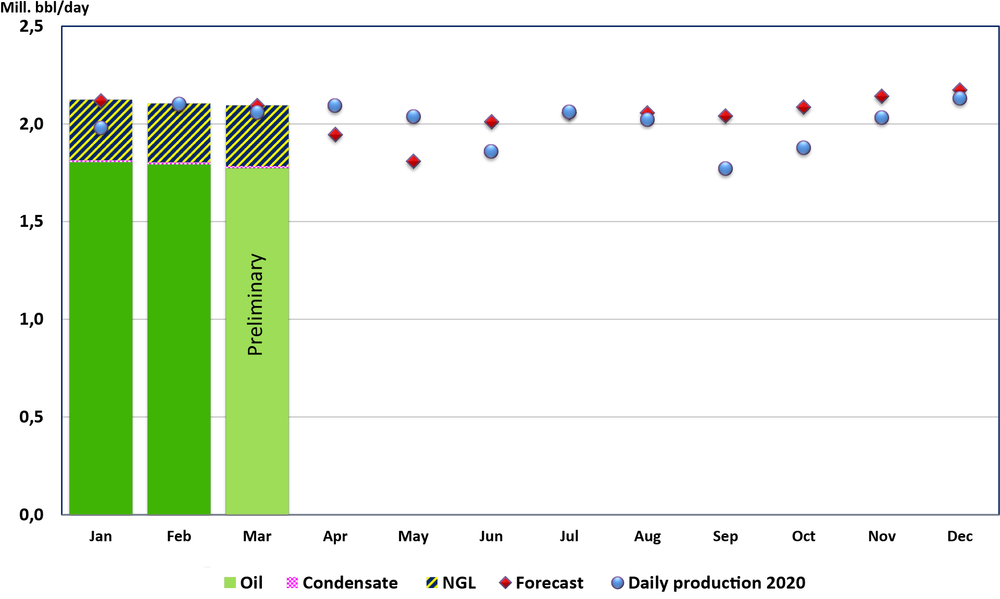 Mill. bbl/day
2,5
2,0
1,5
1,0
0,5
0,0
Preliminary
Jan Feb Mar Apr May Jun Jul Aug Sep Oct Nov Dec
Oil Condensate NGL Forecast Daily production 2020